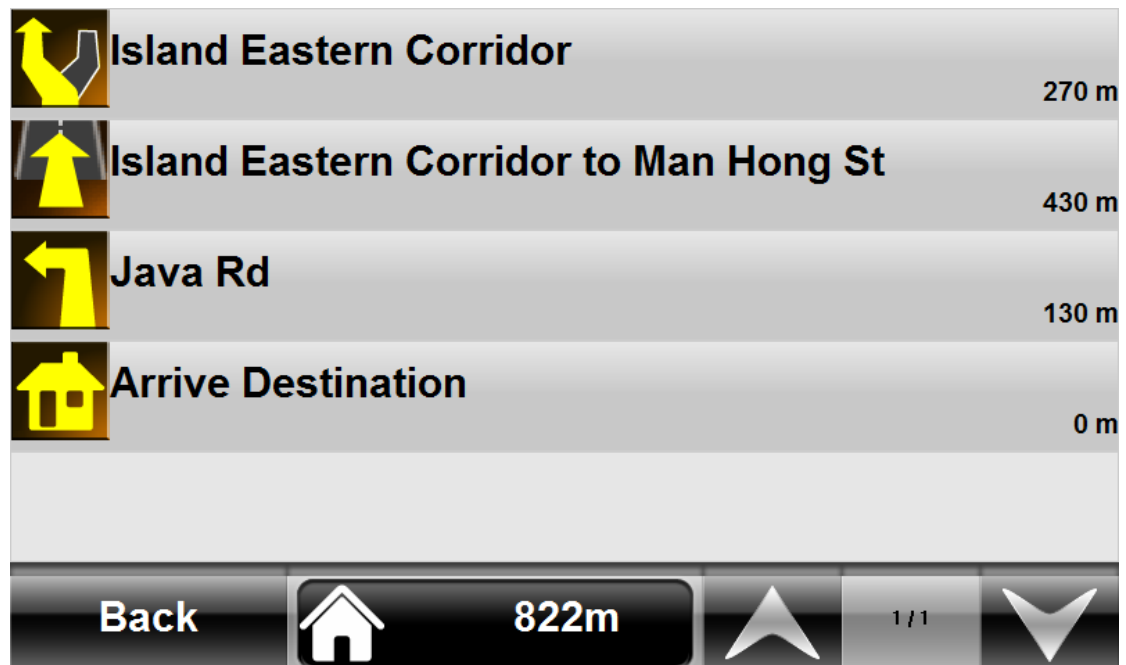 Island Eastern Corridor
270 m
Island Eastern Corridor to Man Hong St
430 m
Java Rd
130 m
Arrive Destination
0 m
Back 822m 1 / 1